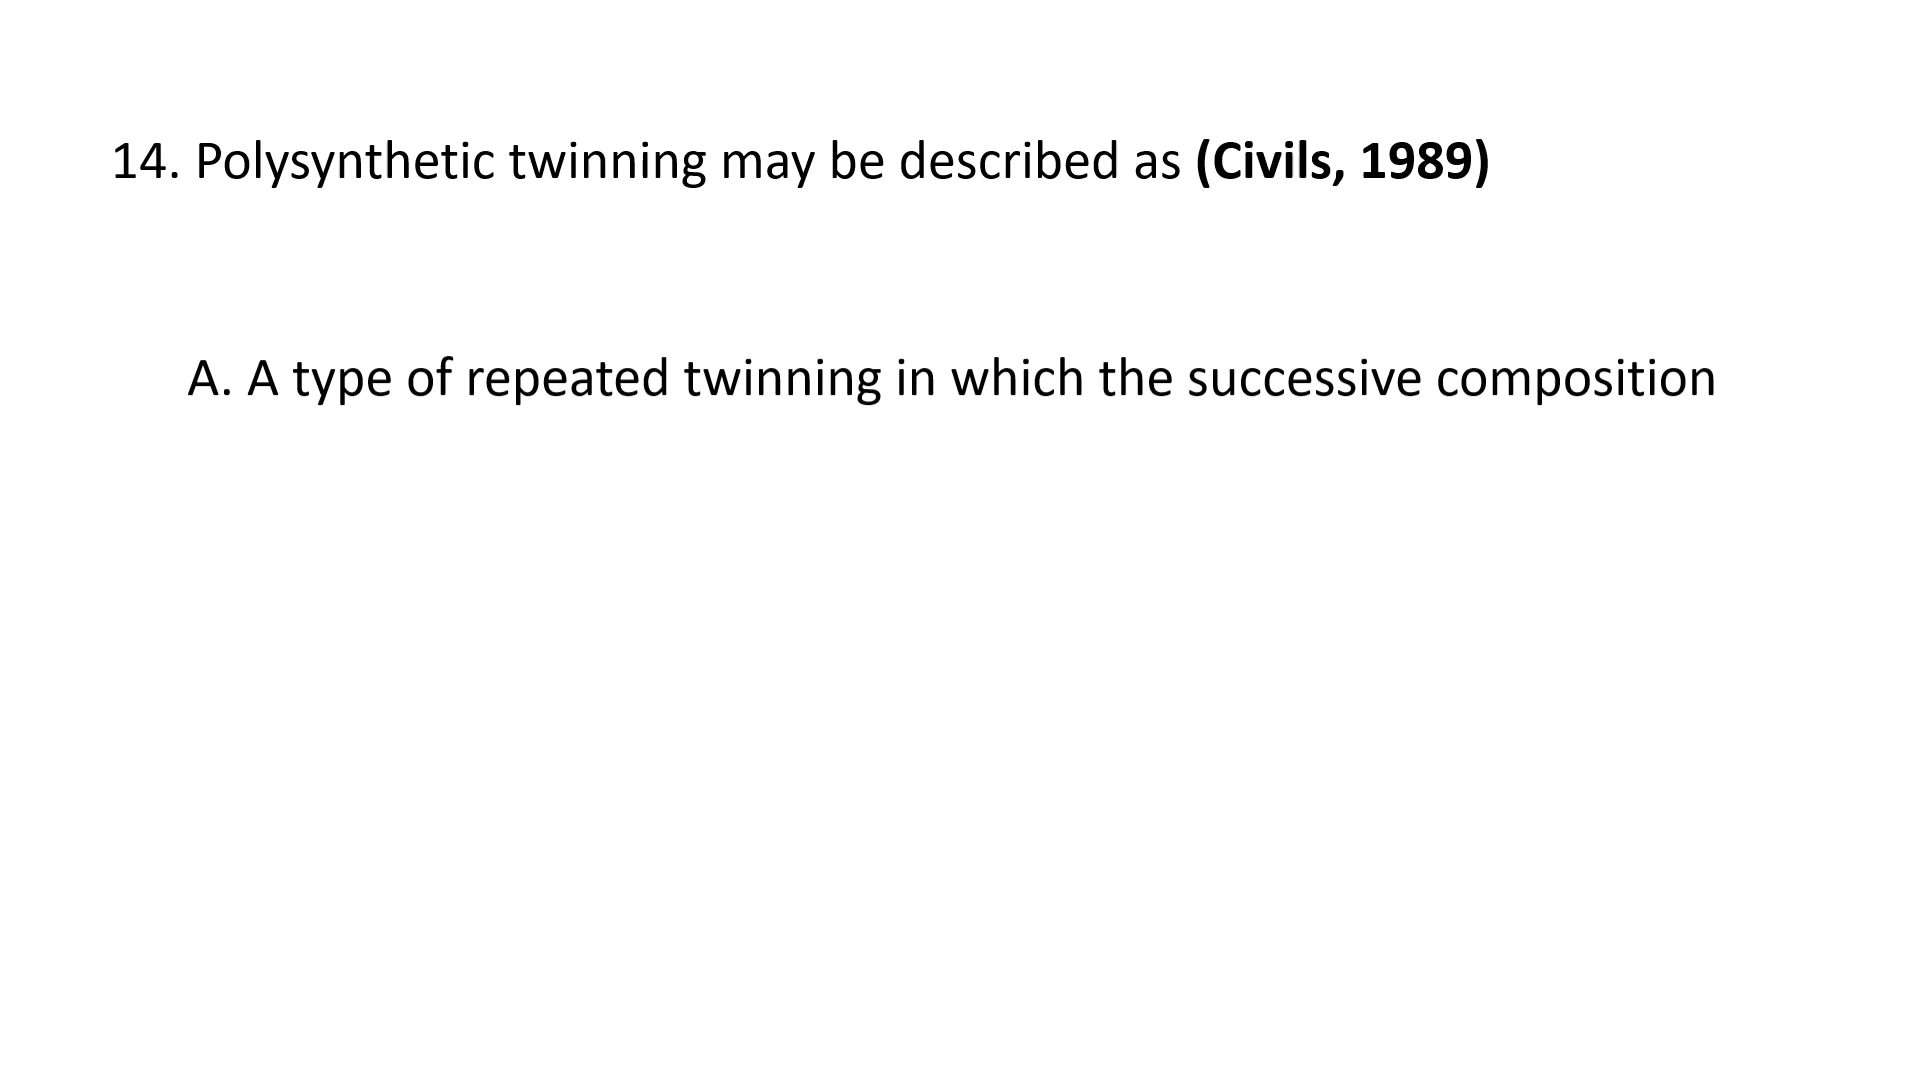 14. Polysynthetic twinning may be described as (Civils, 1989)
A. A type of repeated twinning in which the successive composition